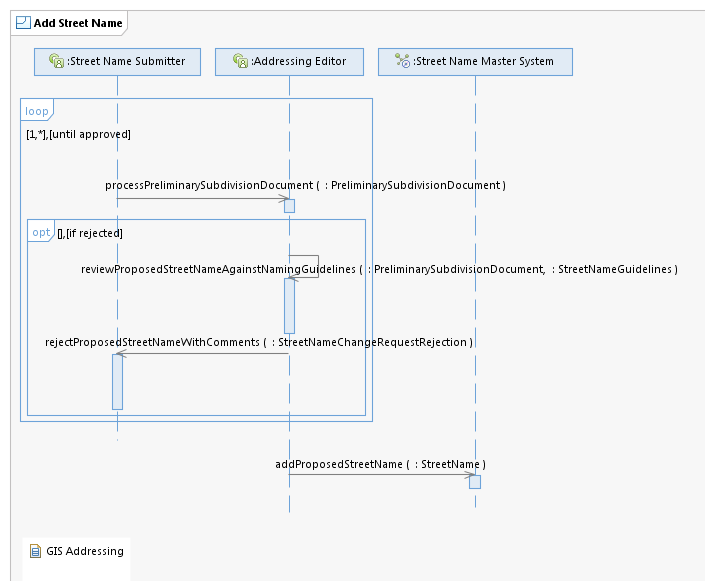 Add Street Name
:Street Name Submitter
:Addressing Editor
:Street Name Master System
loop
[1,*],[until approved]
processPreliminarySubdivisionDocument ( : PreliminarySubdivisionDocument )
opt
[],[if rejected]
reviewProposedStreetNameAgainstNamingGuidelines ( : PreliminarySubdivisionDocument, : StreetNameGuidelines )
rejectProposedStreetNameWithComments ( : StreetNameChangeRequestRejection )
addProposedStreetName ( : StreetName )
GIS Addressing